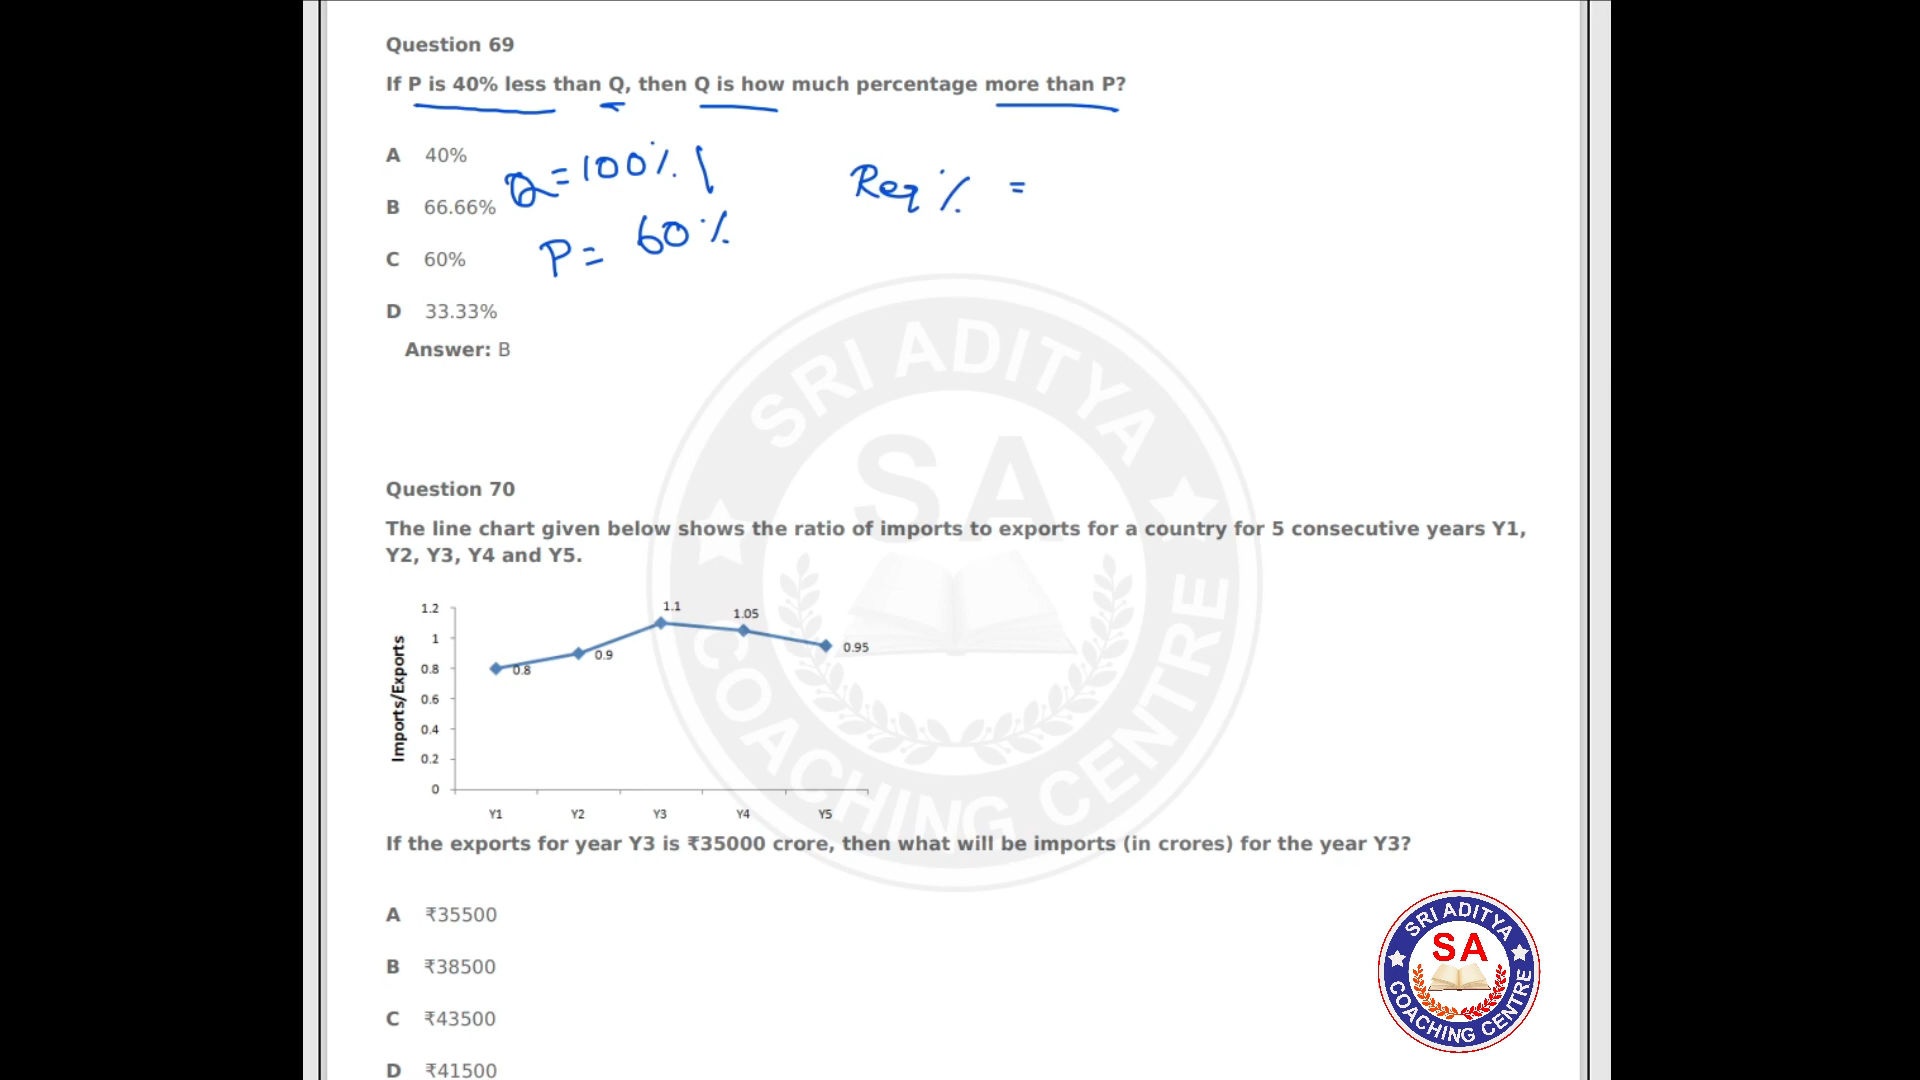 Question 69
If P is 40% less than Q, then Q is how much percentage more than P?
A 40%
B 66.66%
C 60%
D 33.33%
Answer: B
Q = 100%
P = 60%
Req % =
Question 70
The line chart given below shows the ratio of imports to exports for a country for 5 consecutive years Y1,
Y2, Y3, Y4 and Y5.
Imports/Exports
1.2
1
0.8
0.6
0.4
0.2
0
0.8
0.9
1.1
1.05
0.95
Y1 Y2 Y3 Y4 Y5
If the exports for year Y3 is ₹35000 crore, then what will be imports (in crores) for the year Y3?
A ₹35500
B ₹38500
C ₹43500
D ₹41500
SRI ADITYA
SA
COACHING CENTRE
SRI ADITYA
SA
COACHING CENTRE